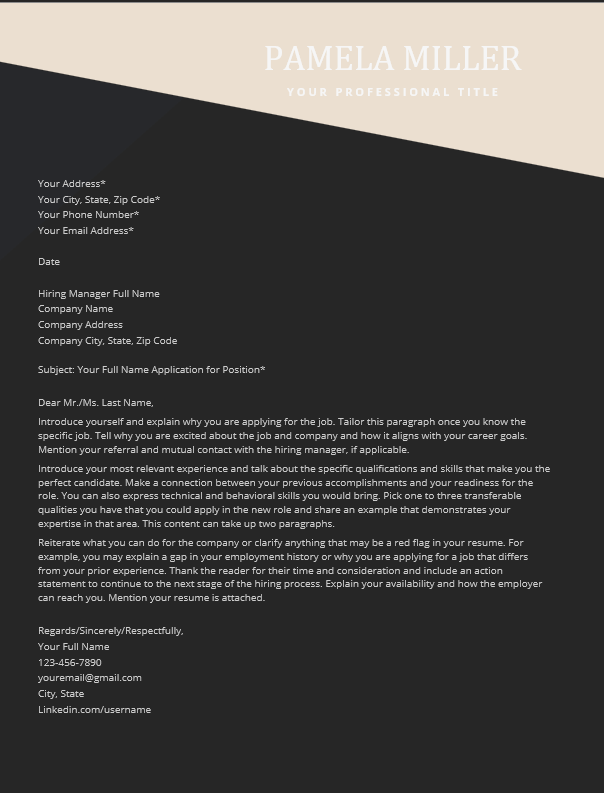 PAMELA MILLER
YOUR PROFESSIONAL TITLE
Your Address*
Your City, State, Zip Code*
Your Phone Number*
Your Email Address*
Date
Hiring Manager Full Name
Company Name
Company Address
Company City, State, Zip Code
Subject: Your Full Name Application for Position*
Dear Mr./Ms. Last Name,
Introduce yourself and explain why you are applying for the job. Tailor this paragraph once you know the
specific job. Tell why you are excited about the job and company and how it aligns with your career goals.
Mention your referral and mutual contact with the hiring manager, if applicable.
Introduce your most relevant experience and talk about the specific qualifications and skills that make you the
perfect candidate. Make a connection between your previous accomplishments and your readiness for the
role. You can also express technical and behavioral skills you would bring. Pick one to three transferable
qualities you have that you could apply in the new role and share an example that demonstrates your
expertise in that area. This content can take up two paragraphs.
Reiterate what you can do for the company or clarify anything that may be a red flag in your resume. For
example, you may explain a gap in your employment history or why you are applying for a job that differs
from your prior experience. Thank the reader for their time and consideration and include an action
statement to continue to the next stage of the hiring process. Explain your availability and how the employer
can reach you. Mention your resume is attached.
Regards/Sincerely/Respectfully,
Your Full Name
123-456-7890
youremail@gmail.com
City, State
Linkedin.com/username